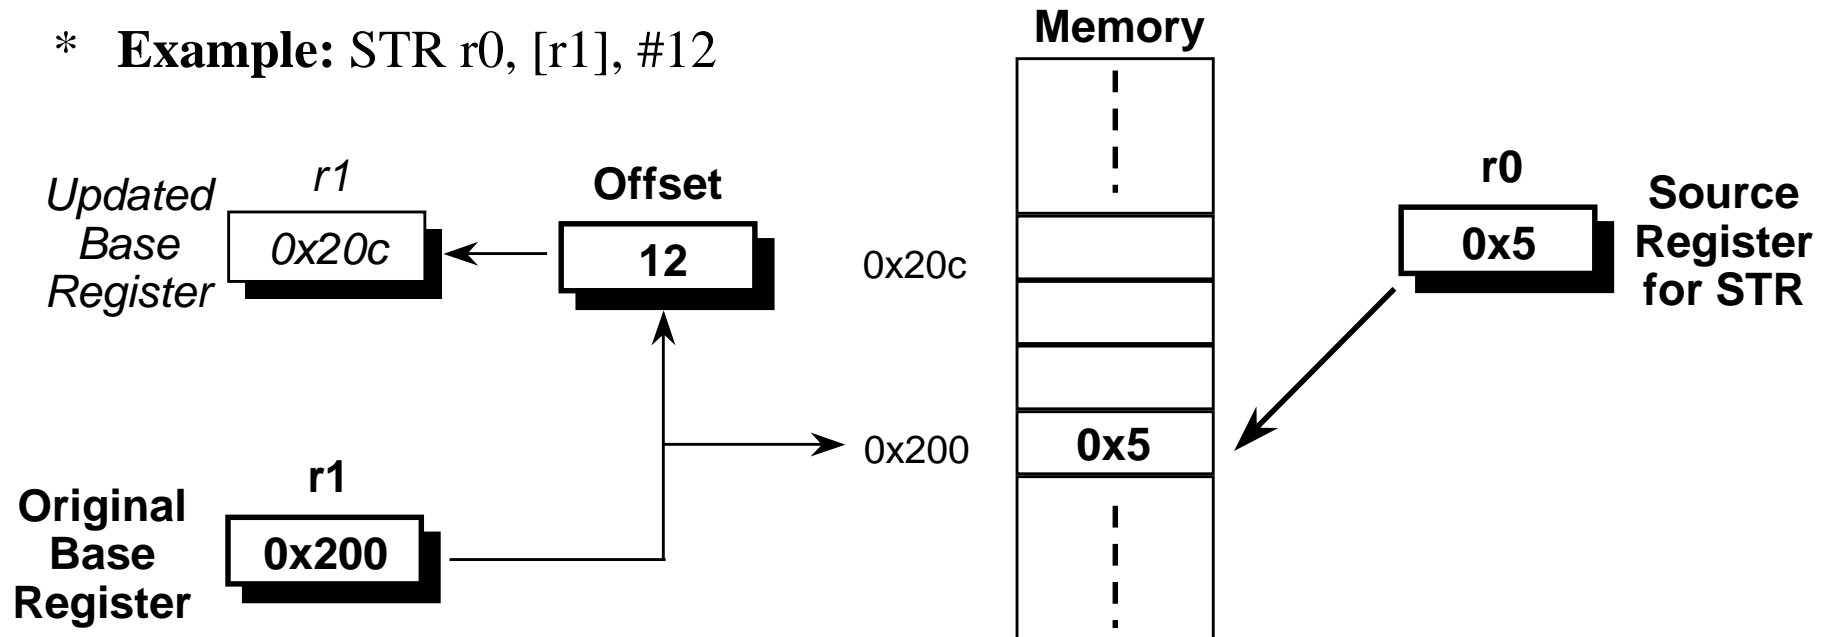 * Example: STR r0, [r1], #12
Memory
Updated
Base
Register
r1
0x20c
Offset
12
0x20c
r0
0x5
Source
Register
for STR
0x200
0x5
Original
Base
Register
r1
0x200